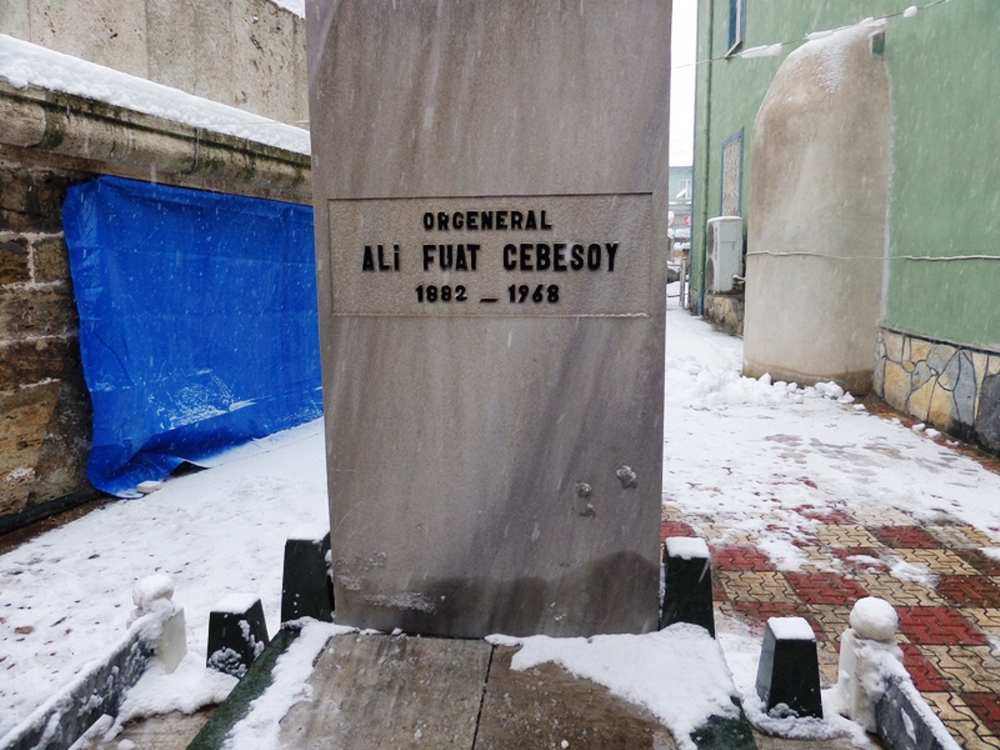 ORGENERAL
ALi FUAT CEBESOY
1882 — 1968